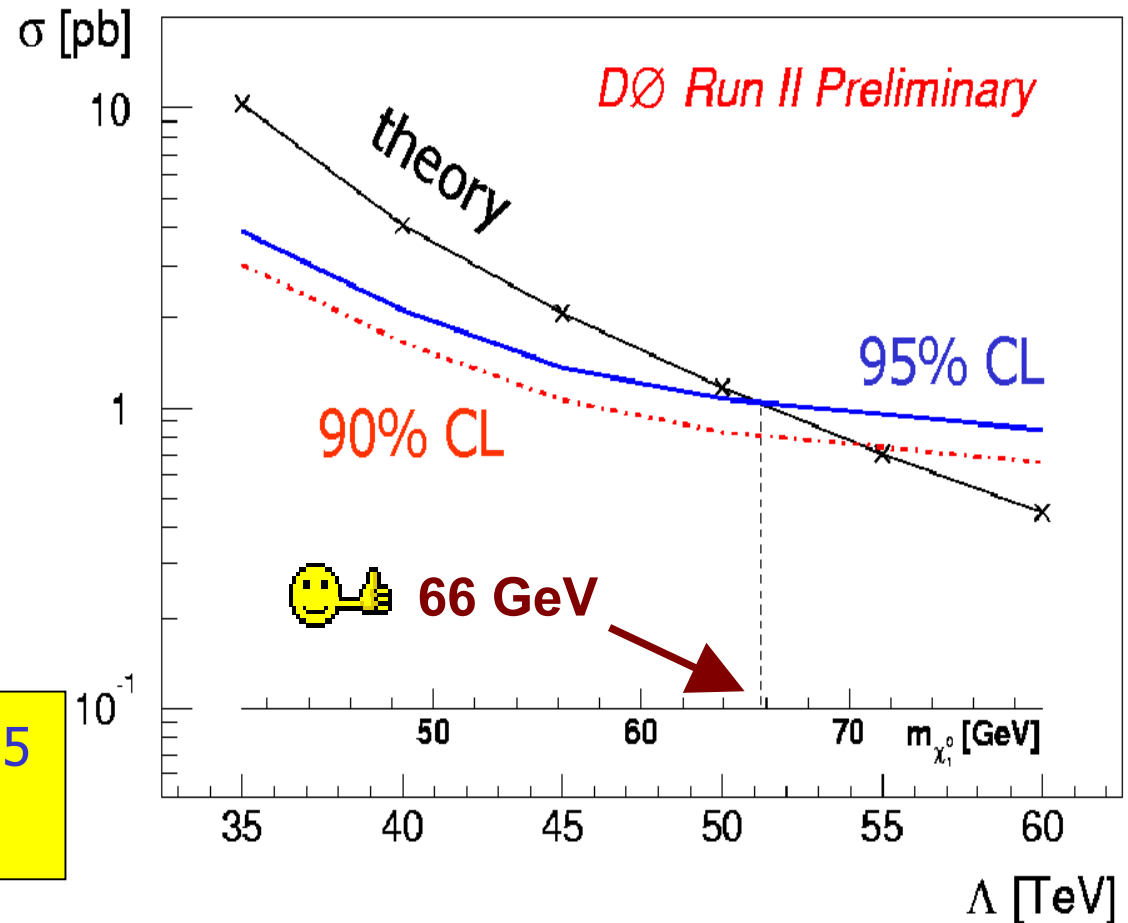 σ [pb]
DØ Run II Preliminary
10
theory
95% CL
1
90% CL
66 GeV
10⁻¹
50 60 70 mχ₁⁰ [GeV]
5
35 40 45 50 55 60
Λ [TeV]